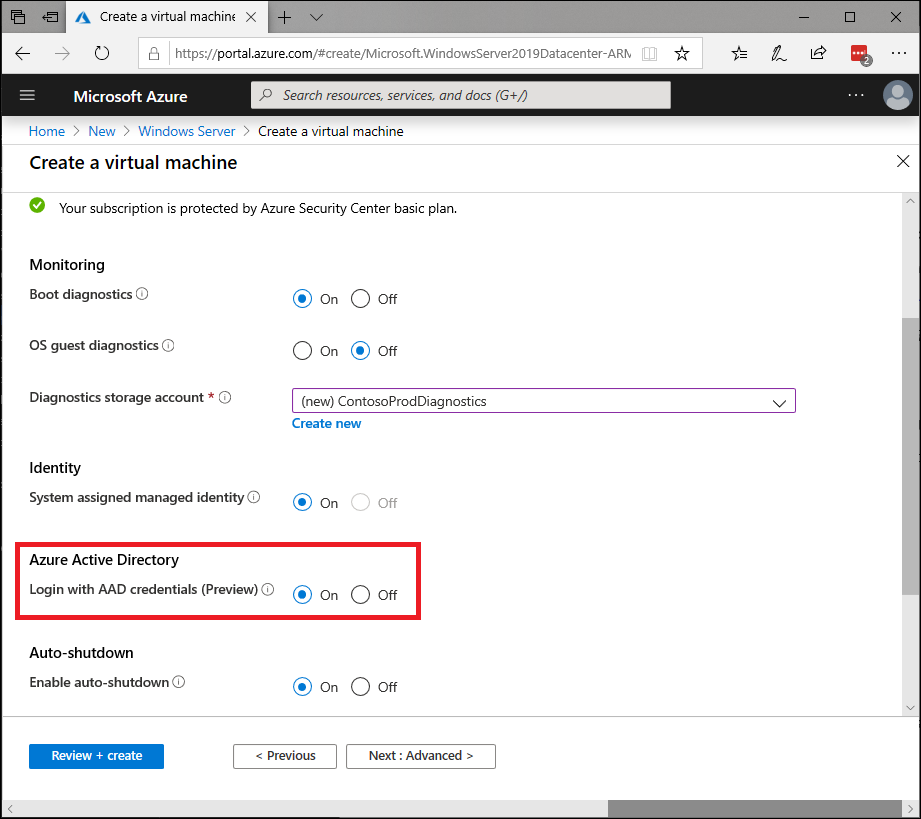 Create a virtual machine
https://portal.azure.com/#create/Microsoft.WindowsServer2019Datacenter-ARM
2
Microsoft Azure
Search resources, services, and docs (G+/)
Home > New > Windows Server > Create a virtual machine
Create a virtual machine
Your subscription is protected by Azure Security Center basic plan.
Monitoring
Boot diagnostics On Off
OS guest diagnostics On Off
Diagnostics storage account * (new) ContosoProdDiagnostics
Create new
Identity
System assigned managed identity On Off
Azure Active Directory
Login with AAD credentials (Preview) On Off
Auto-shutdown
Enable auto-shutdown On Off
Review + create < Previous Next : Advanced >